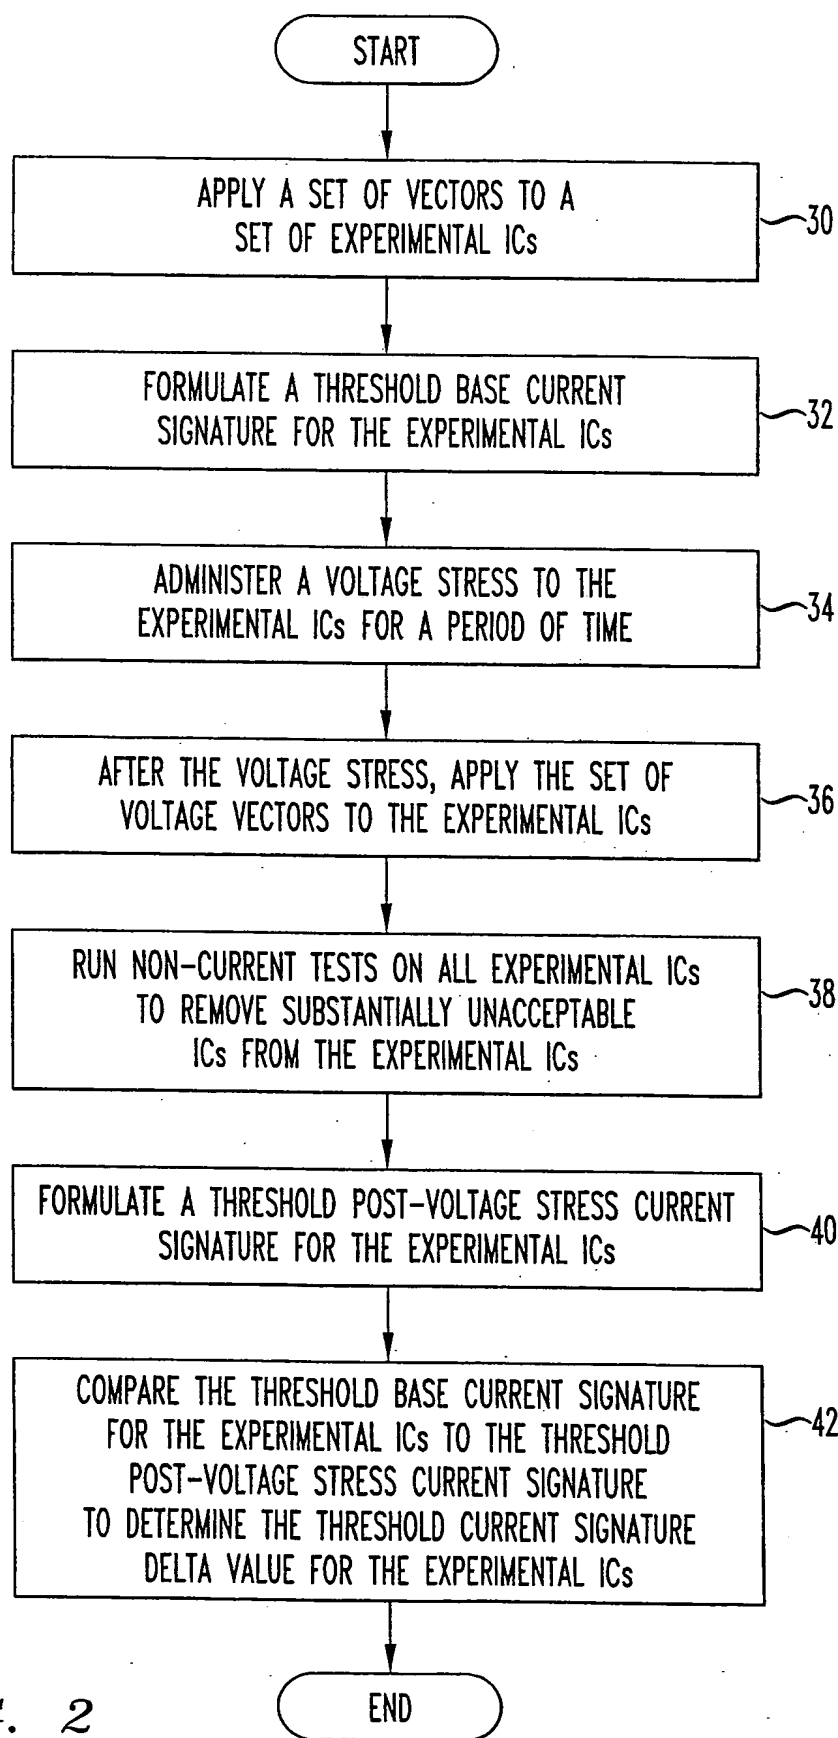 START
APPLY A SET OF VECTORS TO A
SET OF EXPERIMENTAL ICs
30
FORMULATE A THRESHOLD BASE CURRENT
SIGNATURE FOR THE EXPERIMENTAL ICs
32
ADMINISTER A VOLTAGE STRESS TO THE
EXPERIMENTAL ICs FOR A PERIOD OF TIME
34
AFTER THE VOLTAGE STRESS, APPLY THE SET OF
VOLTAGE VECTORS TO THE EXPERIMENTAL ICs
36
RUN NON-CURRENT TESTS ON ALL EXPERIMENTAL ICs
TO REMOVE SUBSTANTIALLY UNACCEPTABLE
ICs FROM THE EXPERIMENTAL ICs
38
FORMULATE A THRESHOLD POST-VOLTAGE STRESS CURRENT
SIGNATURE FOR THE EXPERIMENTAL ICs
40
COMPARE THE THRESHOLD BASE CURRENT SIGNATURE
FOR THE EXPERIMENTAL ICs TO THE THRESHOLD
POST-VOLTAGE STRESS CURRENT SIGNATURE
TO DETERMINE THE THRESHOLD CURRENT SIGNATURE
DELTA VALUE FOR THE EXPERIMENTAL ICs
42
END
2